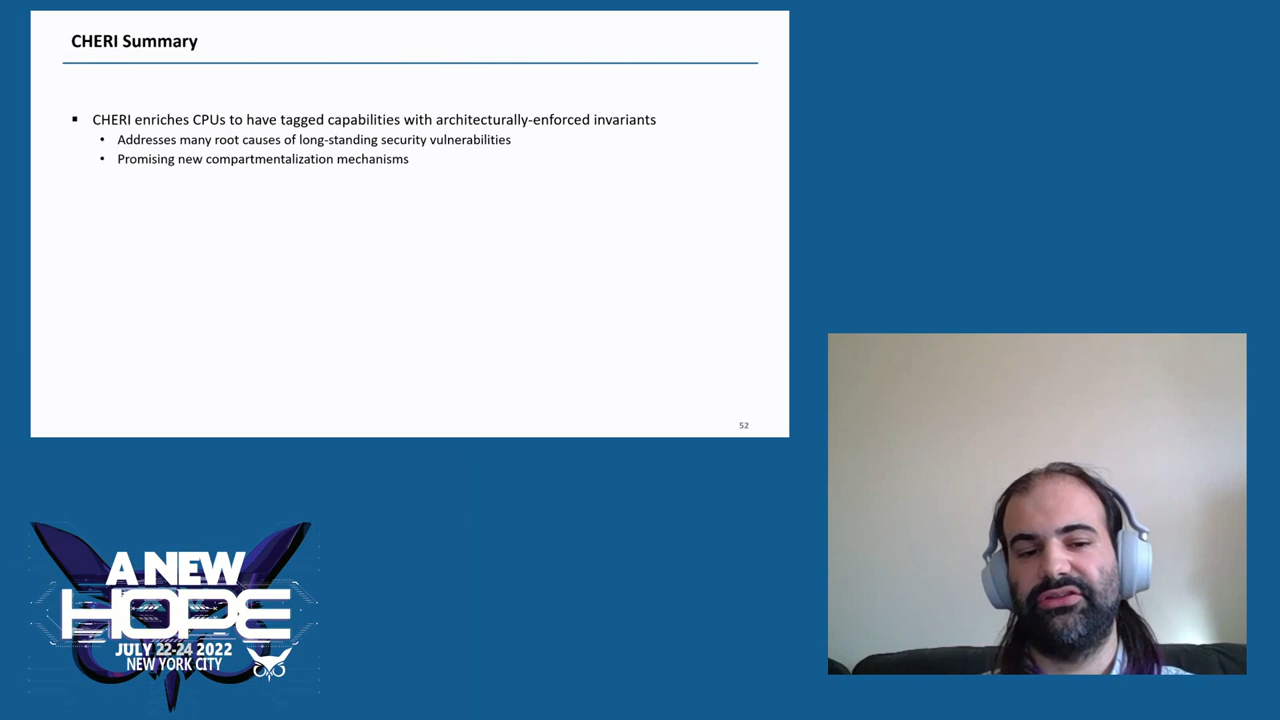 CHERI Summary
CHERI enriches CPUs to have tagged capabilities with architecturally-enforced invariants
Addresses many root causes of long-standing security vulnerabilities
Promising new compartmentalization mechanisms
52
A NEW
HOPE
JULY 22-24 2022
NEW YORK CITY